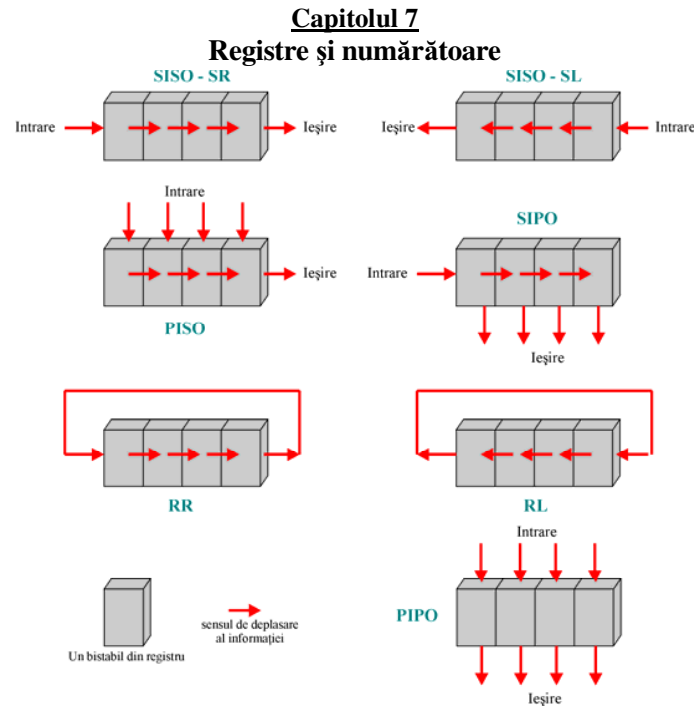 Capitolul 7
Registre şi numărătoare
SISO - SR
SISO - SL
Intrare
Ieşire
Ieşire
Intrare
Intrare
SIPO
Ieşire
Intrare
PISO
Ieşire
RR
RL
Intrare
PIPO
sensul de deplasare
al informaţiei
Un bistabil din registru
Ieşire